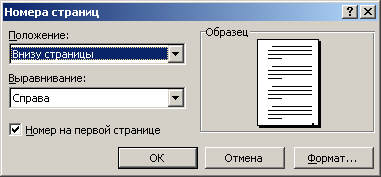 Номера страниц
Положение:
Образец
Внизу страницы
Выравнивание:
Справа
Номер на первой странице
ОК
Отмена
Формат...